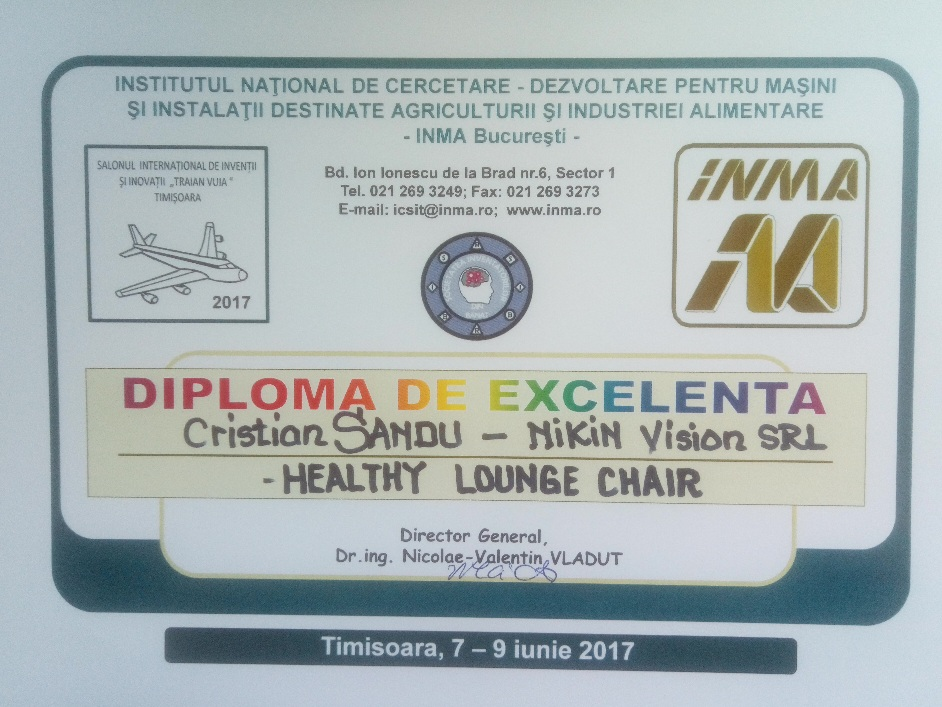 INSTITUTUL NAŢIONAL DE CERCETARE - DEZVOLTARE PENTRU MAŞINI
ŞI INSTALAŢII DESTINATE AGRICULTURII ŞI INDUSTRIEI ALIMENTARE
- INMA Bucureşti -
SALONUL INTERNAŢIONAL DE INVENŢII
ŞI INOVAŢII „TRAIAN VUIA "
TIMIŞOARA
2017
Bd. Ion Ionescu de la Brad nr.6, Sector 1
Tel. 021 269 3249; Fax: 021 269 3273
E-mail: icsit@inma.ro; www.inma.ro
INMA
DIPLOMA DE EXCELENTA
Cristian SANDU - NiKiN Vision SRL
- HEALTHY LOUNGE CHAIR
Director General,
Dr.ing. Nicolae-Valentin VLADUT
Timisoara, 7 – 9 iunie 2017